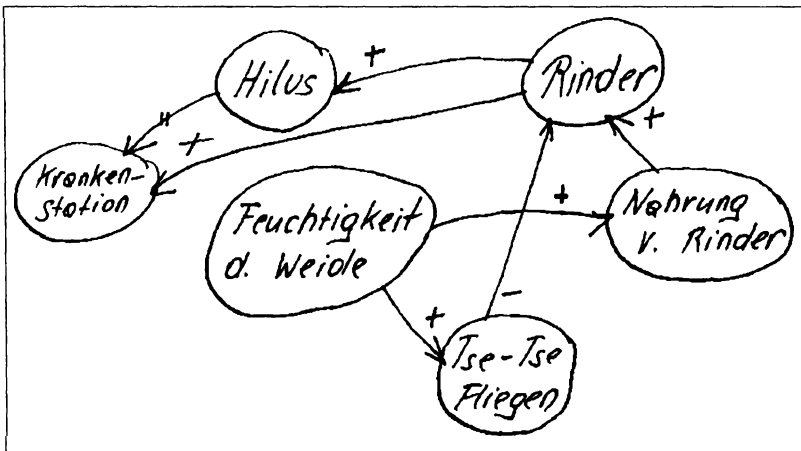 Hilus
+
Rinder
"
+
+
Kranken-
station
Feuchtigkeit
d. Weide
+
Nahrung
v. Rinder
-
+
Tse-Tse
Fliegen